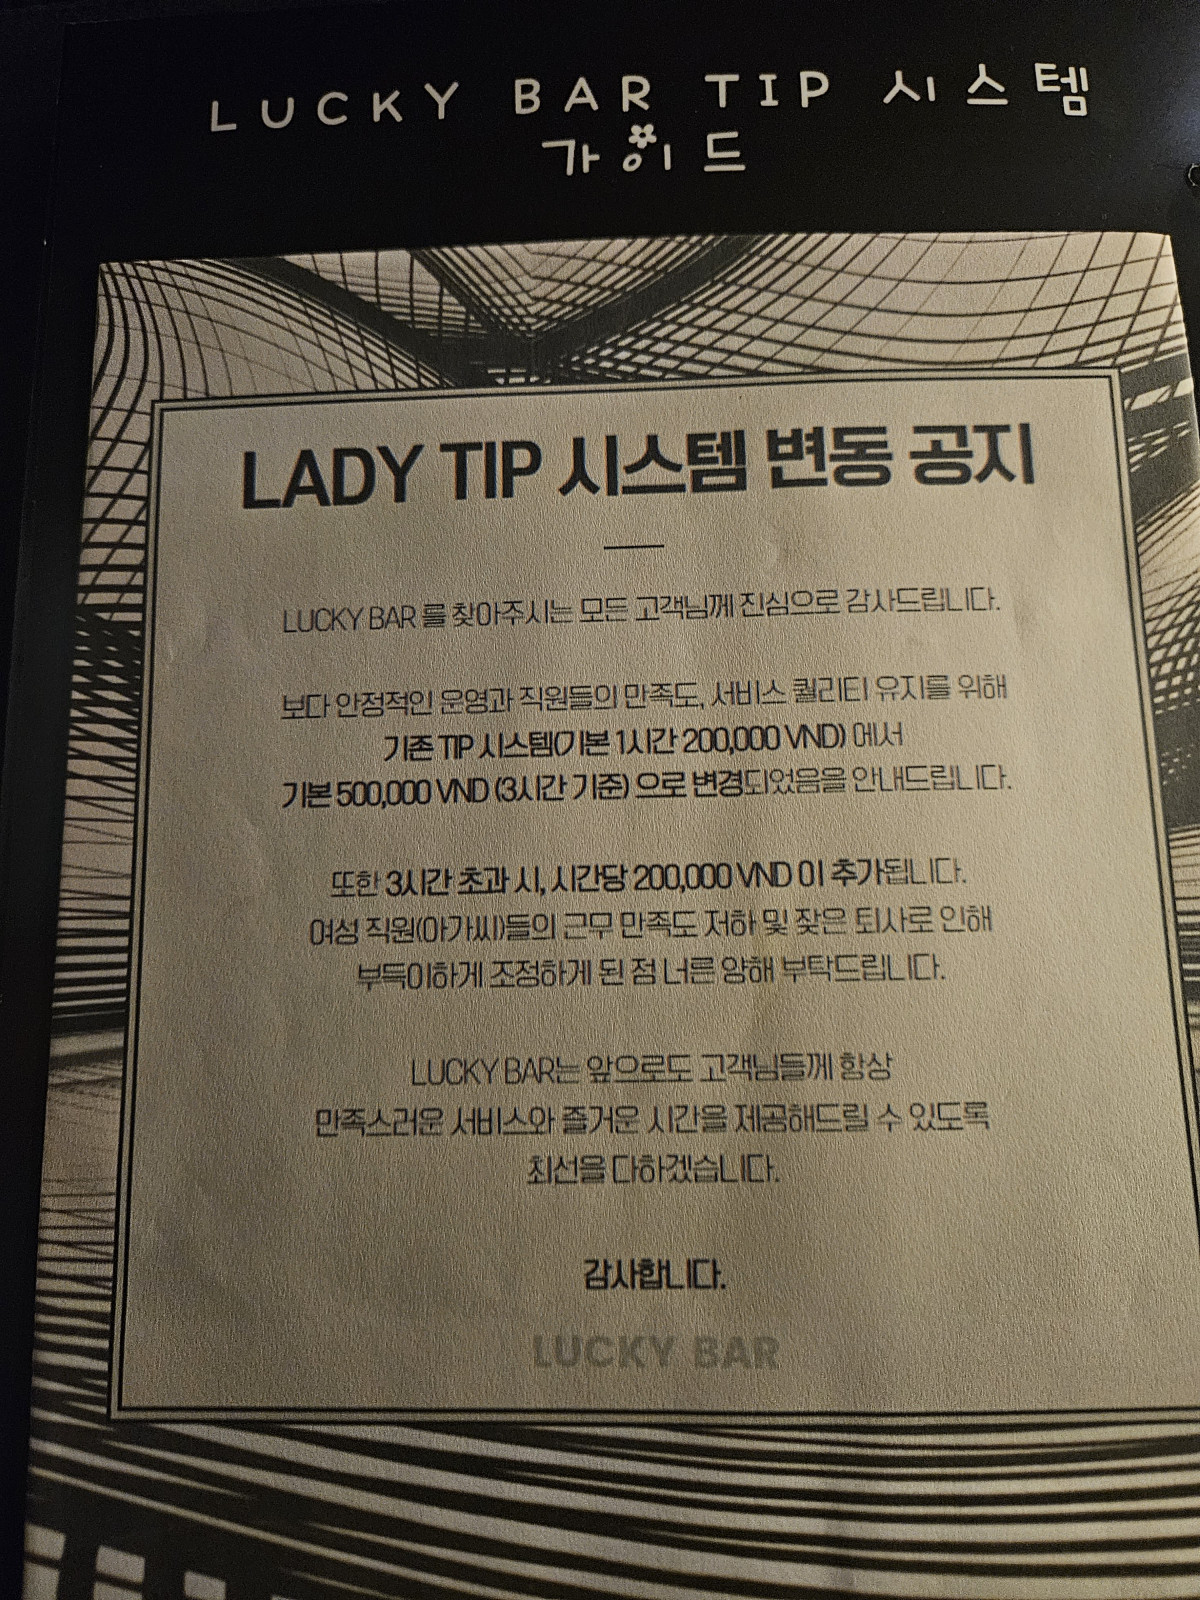 LUCKY BAR TIP 시스템
가이드
LADY TIP 시스템 변동 공지
LUCKY BAR 를 찾아주시는 모든 고객님께 진심으로 감사드립니다.
보다 안정적인 운영과 직원들의 만족도, 서비스 퀄리티 유지를 위해
기존 TIP 시스템(기본 1시간 200,000 VND) 에서
기본 500,000 VND (3시간 기준) 으로 변경되었음을 안내드립니다.
또한 3시간 초과 시, 시간당 200,000 VND 이 추가됩니다.
여성 직원(아가씨)들의 근무 만족도 저하 및 잦은 퇴사로 인해
부득이하게 조정하게 된 점 너른 양해 부탁드립니다.
LUCKY BAR는 앞으로도 고객님들께 항상
만족스러운 서비스와 즐거운 시간을 제공해드릴 수 있도록
최선을 다하겠습니다.
감사합니다.
LUCKY BAR